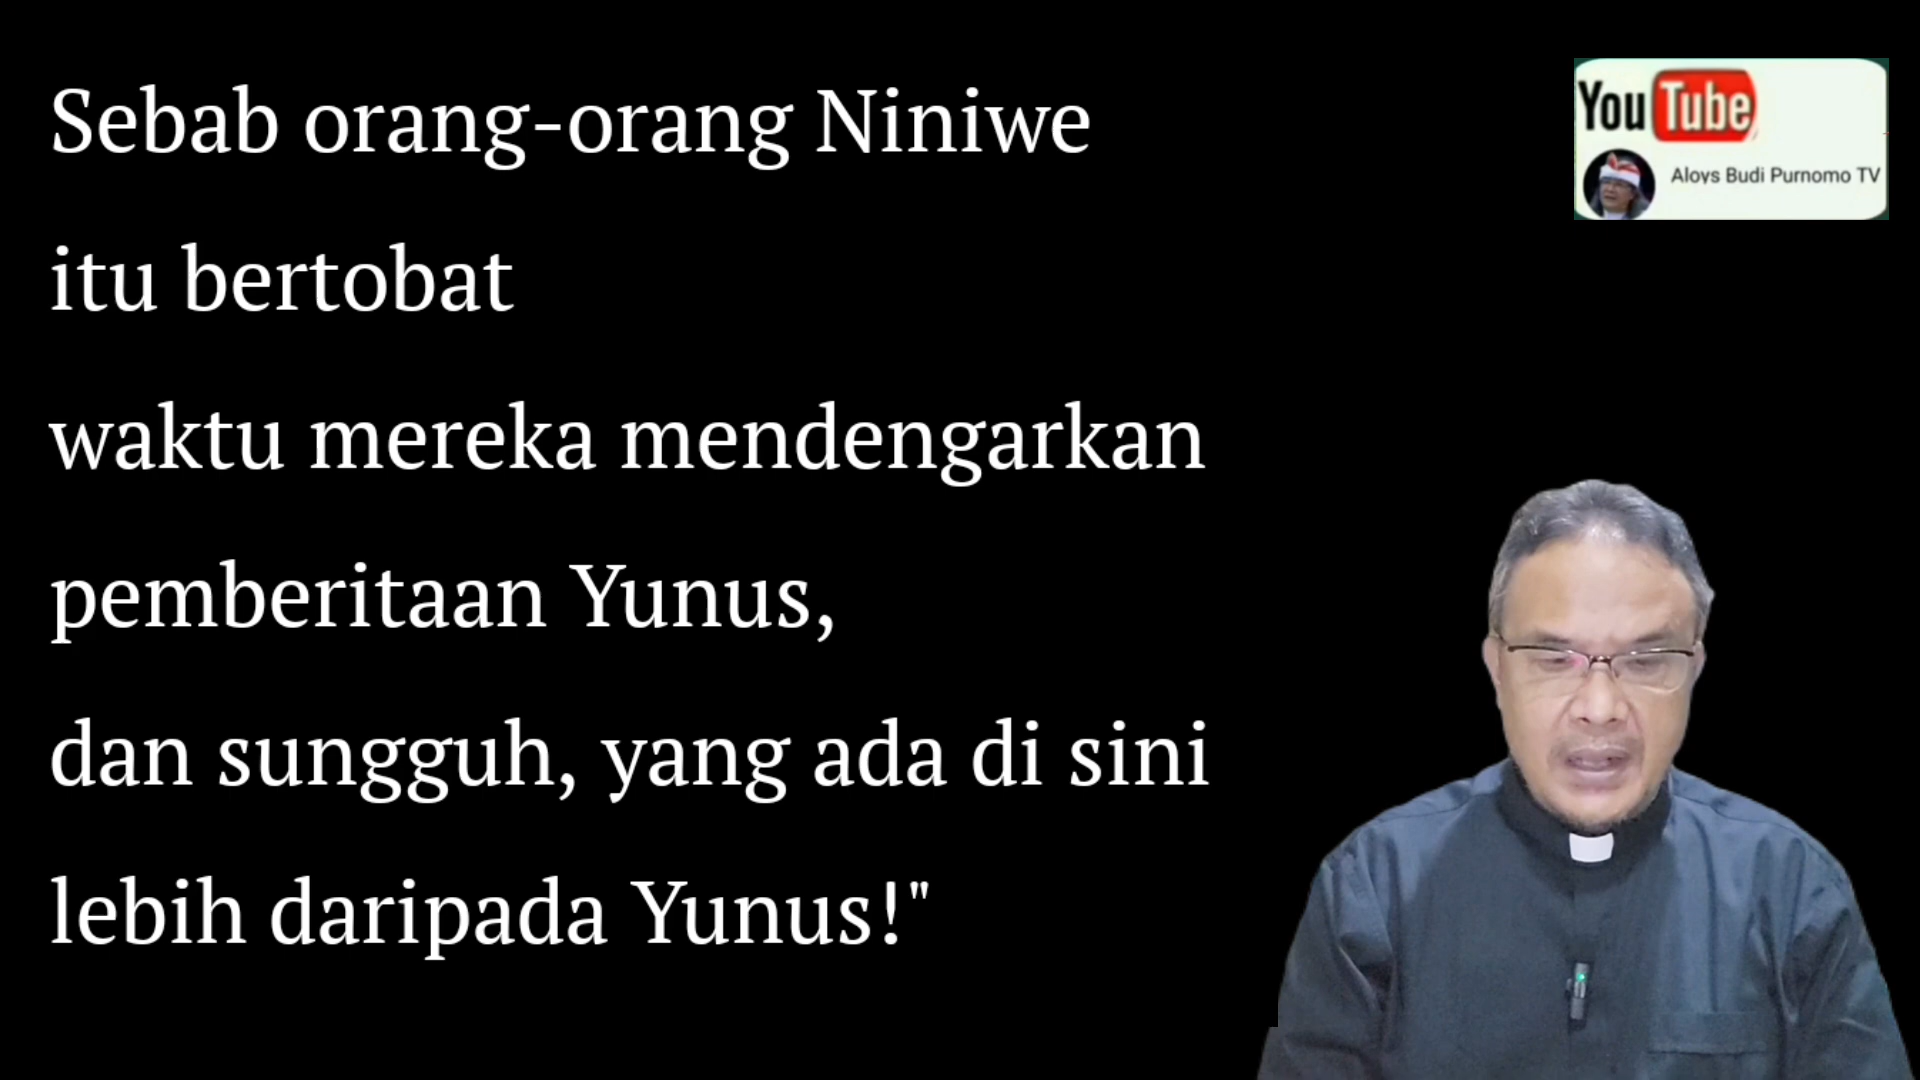 Sebab orang-orang Niniwe
itu bertobat
waktu mereka mendengarkan
pemberitaan Yunus,
dan sungguh, yang ada di sini
lebih daripada Yunus!"
YouTube
Aloys Budi Purnomo TV